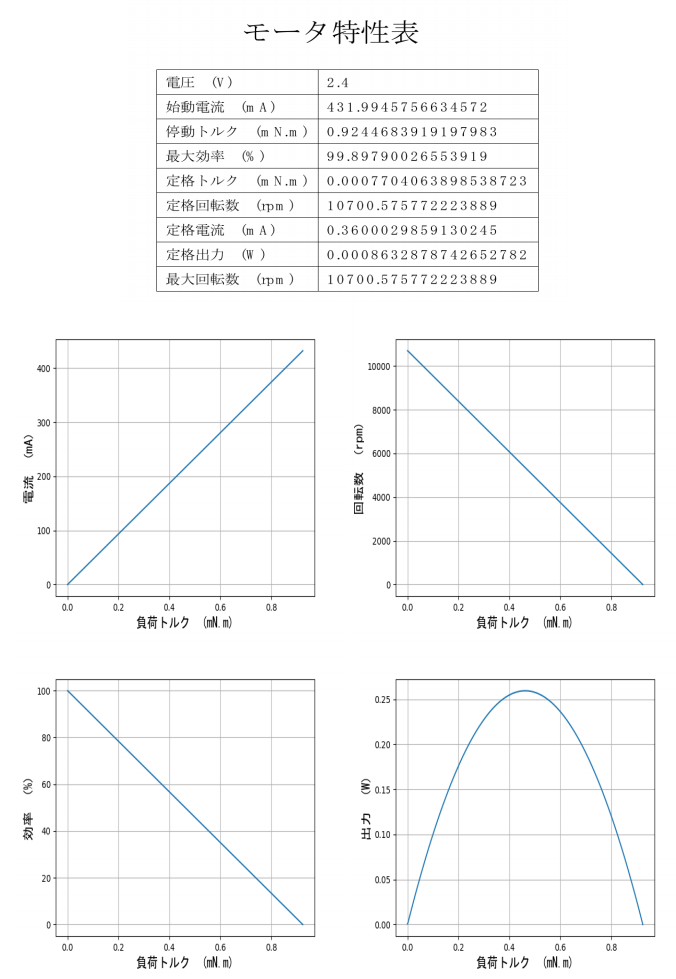 モータ特性表
電圧 (V) 2.4
始動電流 (mA) 431.9945756634572
停動トルク (mN.m) 0.9244683919197983
最大効率 (%) 99.89790026553919
定格トルク (mN.m) 0.0007704063898538723
定格回転数 (rpm) 10700.575772223889
定格電流 (mA) 0.3600029859130245
定格出力 (W) 0.0008632878742652782
最大回転数 (rpm) 10700.575772223889
電流 (mA)
400
300
200
100
0
0.0 0.2 0.4 0.6 0.8
負荷トルク (mN.m)
回転数 (rpm)
10000
8000
6000
4000
2000
0
0.0 0.2 0.4 0.6 0.8
負荷トルク (mN.m)
効率 (%)
100
80
60
40
20
0
0.0 0.2 0.4 0.6 0.8
負荷トルク (mN.m)
出力 (W)
0.25
0.20
0.15
0.10
0.05
0.00
0.0 0.2 0.4 0.6 0.8
負荷トルク (mN.m)